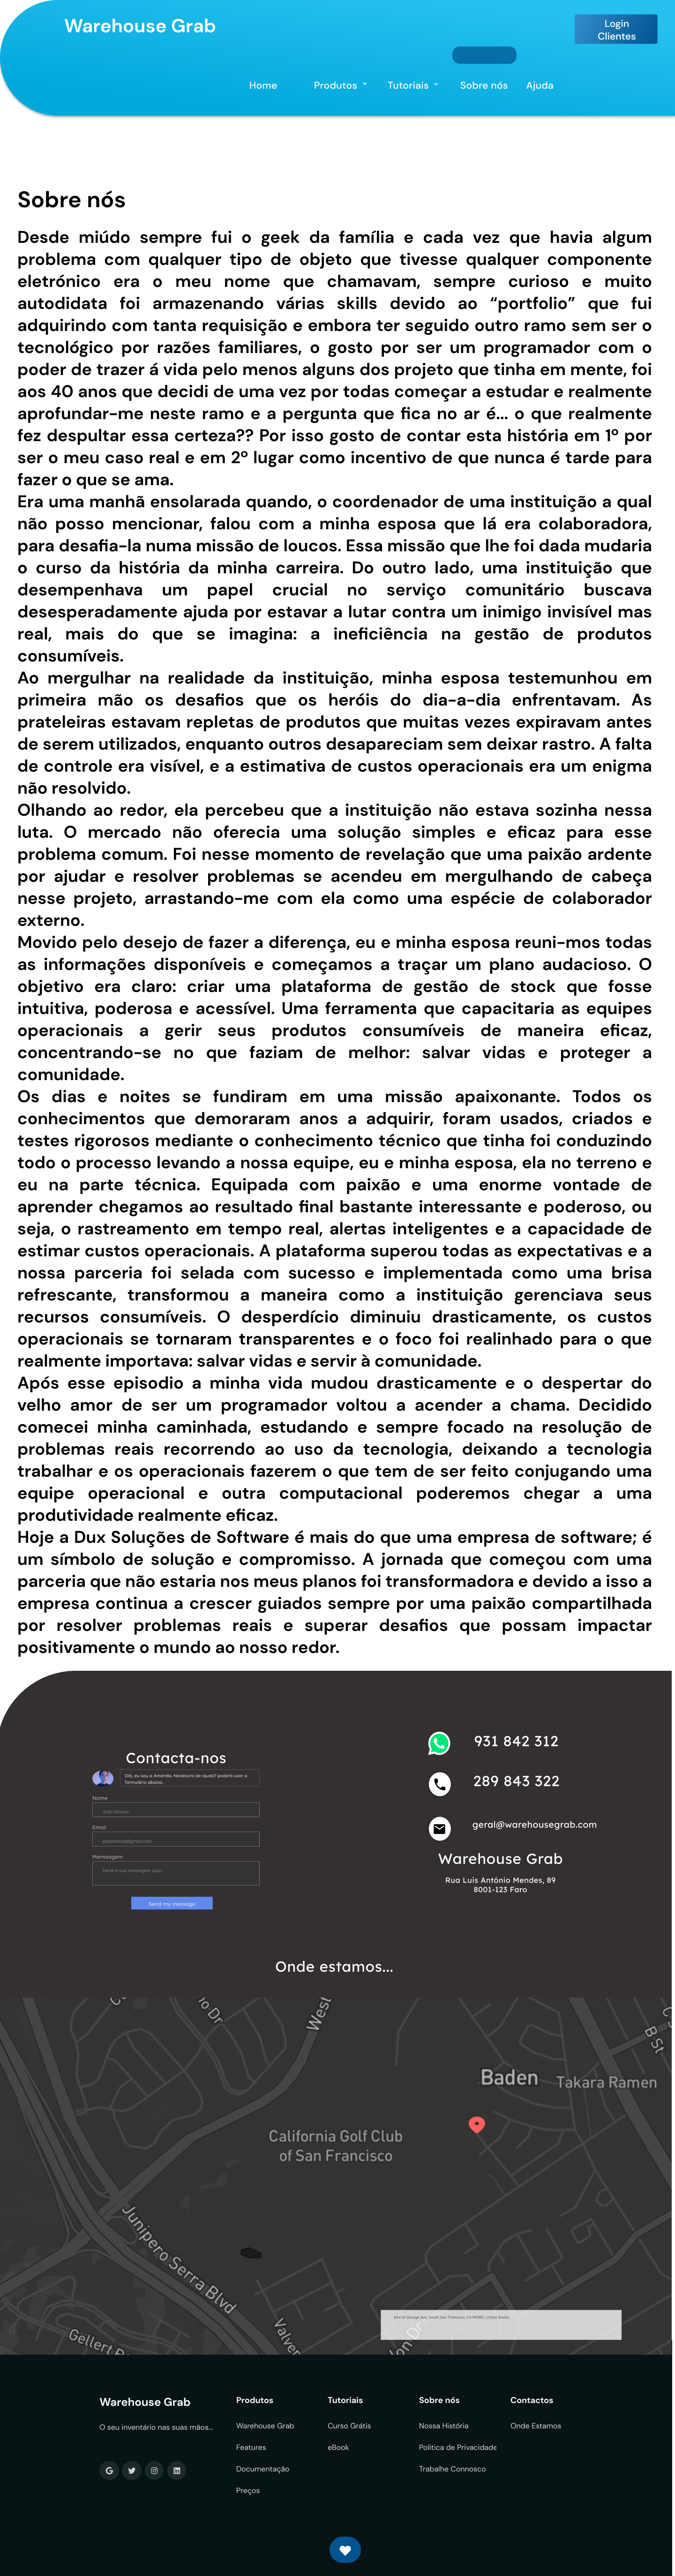 Warehouse Grab
Login
Clientes
Home
Produtos
Tutoriais
Sobre nós
Ajuda
Sobre nós
Desde miúdo sempre fui o geek da família e cada vez que havia algum
problema com qualquer tipo de objeto que tivesse qualquer componente
eletrónico era o meu nome que chamavam, sempre curioso e muito
autodidata foi armazenando várias skills devido ao “portfolio” que fui
adquirindo com tanta requisição e embora ter seguido outro ramo sem ser o
tecnológico por razões familiares, o gosto por ser um programador com o
poder de trazer á vida pelo menos alguns dos projeto que tinha em mente, foi
aos 40 anos que decidi de uma vez por todas começar a estudar e realmente
aprofundar-me neste ramo e a pergunta que fica no ar é... o que realmente
fez despultar essa certeza?? Por isso gosto de contar esta história em 1º por
ser o meu caso real e em 2º lugar como incentivo de que nunca é tarde para
fazer o que se ama.
Era uma manhã ensolarada quando, o coordenador de uma instituição a qual
não posso mencionar, falou com a minha esposa que lá era colaboradora,
para desafia-la numa missão de loucos. Essa missão que lhe foi dada mudaria
o curso da história da minha carreira. Do outro lado, uma instituição que
desempenhava um papel crucial no serviço comunitário buscava
desesperadamente ajuda por estavar a lutar contra um inimigo invisível mas
real, mais do que se imagina: a ineficiência na gestão de produtos
consumíveis.
Ao mergulhar na realidade da instituição, minha esposa testemunhou em
primeira mão os desafios que os heróis do dia-a-dia enfrentavam. As
prateleiras estavam repletas de produtos que muitas vezes expiravam antes
de serem utilizados, enquanto outros desapareciam sem deixar rastro. A falta
de controle era visível, e a estimativa de custos operacionais era um enigma
não resolvido.
Olhando ao redor, ela percebeu que a instituição não estava sozinha nessa
luta. O mercado não oferecia uma solução simples e eficaz para esse
problema comum. Foi nesse momento de revelação que uma paixão ardente
por ajudar e resolver problemas se acendeu em mergulhando de cabeça
nesse projeto, arrastando-me com ela como uma espécie de colaborador
externo.
Movido pelo desejo de fazer a diferença, eu e minha esposa reuni-mos todas
as informações disponíveis e começamos a traçar um plano audacioso. O
objetivo era claro: criar uma plataforma de gestão de stock que fosse
intuitiva, poderosa e acessível. Uma ferramenta que capacitaria as equipes
operacionais a gerir seus produtos consumíveis de maneira eficaz,
concentrando-se no que faziam de melhor: salvar vidas e proteger a
comunidade.
Os dias e noites se fundiram em uma missão apaixonante. Todos os
conhecimentos que demoraram anos a adquirir, foram usados, criados e
testes rigorosos mediante o conhecimento técnico que tinha foi conduzindo
todo o processo levando a nossa equipe, eu e minha esposa, ela no terreno e
eu na parte técnica. Equipada com paixão e uma enorme vontade de
aprender chegamos ao resultado final bastante interessante e poderoso, ou
seja, o rastreamento em tempo real, alertas inteligentes e a capacidade de
estimar custos operacionais. A plataforma superou todas as expectativas e a
nossa parceria foi selada com sucesso e implementada como uma brisa
refrescante, transformou a maneira como a instituição gerenciava seus
recursos consumíveis. O desperdício diminuiu drasticamente, os custos
operacionais se tornaram transparentes e o foco foi realinhado para o que
realmente importava: salvar vidas e servir à comunidade.
Após esse episodio a minha vida mudou drasticamente e o despertar do
velho amor de ser um programador voltou a acender a chama. Decidido
comecei minha caminhada, estudando e sempre focado na resolução de
problemas reais recorrendo ao uso da tecnologia, deixando a tecnologia
trabalhar e os operacionais fazerem o que tem de ser feito conjugando uma
equipe operacional e outra computacional poderemos chegar a uma
produtividade realmente eficaz.
Hoje a Dux Soluções de Software é mais do que uma empresa de software; é
um símbolo de solução e compromisso. A jornada que começou com uma
parceria que não estaria nos meus planos foi transformadora e devido a isso a
empresa continua a crescer guiados sempre por uma paixão compartilhada
por resolver problemas reais e superar desafios que possam impactar
positivamente o mundo ao nosso redor.
Contacta-nos
Olá, eu sou a Amanda. Necessita de ajuda? poderá usar o
formulário abaixo.
Nome
João Afonso
Email
joaoafonso@gmail.com
Menssagem
Deixe a sua mensagem aqui...
Send my message
931 842 312
289 843 322
geral@warehousegrab.com
Warehouse Grab
Rua Luis António Mendes, 89
8001-123 Faro
Onde estamos...
West
B St
Baden
Takara Ramen
California Golf Club
of San Francisco
Junipero Serra Blvd
Gellert
Valver
Warehouse Grab
O seu inventário nas suas mãos...
Produtos
Warehouse Grab
Features
Documentação
Preços
Tutoriais
Curso Grátis
eBook
Sobre nós
Nossa História
Politica de Privacidade
Trabalhe Connosco
Contactos
Onde Estamos